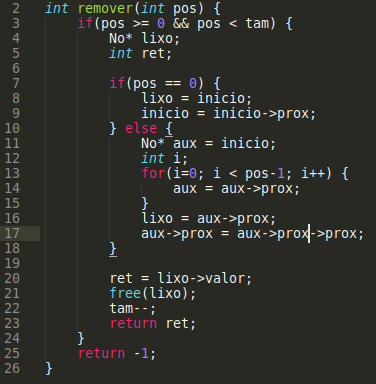 2 int remover(int pos) {
3     if(pos >= 0 && pos < tam) {
4         No* lixo;
5         int ret;
6
7         if(pos == 0) {
8             lixo = inicio;
9             inicio = inicio->prox;
10         } else {
11             No* aux = inicio;
12             int i;
13             for(i=0; i < pos-1; i++) {
14                 aux = aux->prox;
15             }
16             lixo = aux->prox;
17             aux->prox = aux->prox->prox;
18         }
19
20         ret = lixo->valor;
21         free(lixo);
22         tam--;
23         return ret;
24     }
25     return -1;
26 }